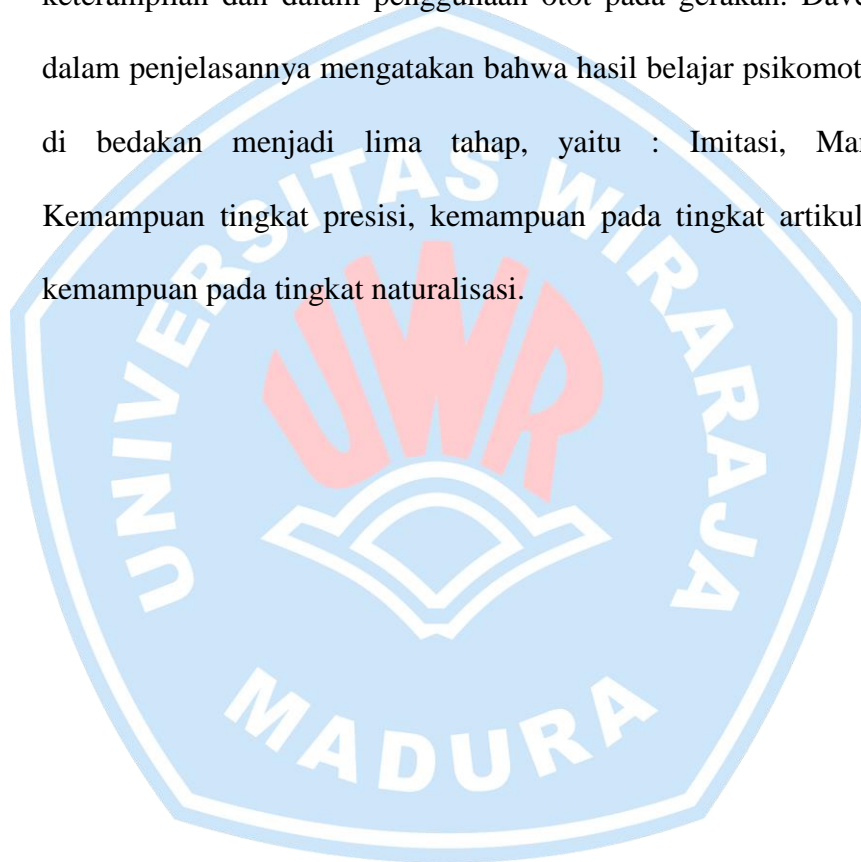 keterampilan dan dalam penggunaan otot pada gerakan. Dave
dalam penjelasannya mengatakan bahwa hasil belajar psikomot
di bedakan menjadi lima tahap, yaitu : Imitasi,
Kemampuan tingkat presisi, kemampuan pada tingkat artikul
kemampuan pada tingkat naturalisasi.
UNIVERSITAS WIRARAJA
UWR
MADURA